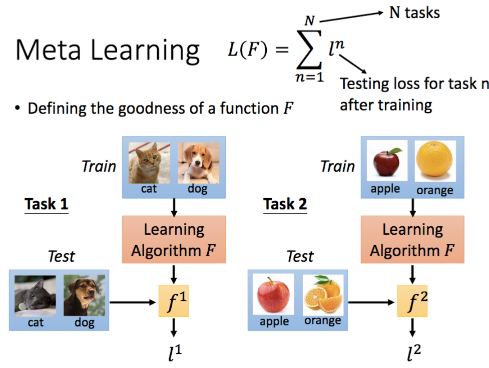 N tasks
Meta Learning
L(F) = \sum_{n=1}^{N} l^n
Testing loss for task n
after training
• Defining the goodness of a function F
Train
cat dog
Task 1
Learning
Algorithm F
Test
cat dog
f^1
l^1
Train
apple orange
Task 2
Learning
Algorithm F
Test
apple orange
f^2
l^2